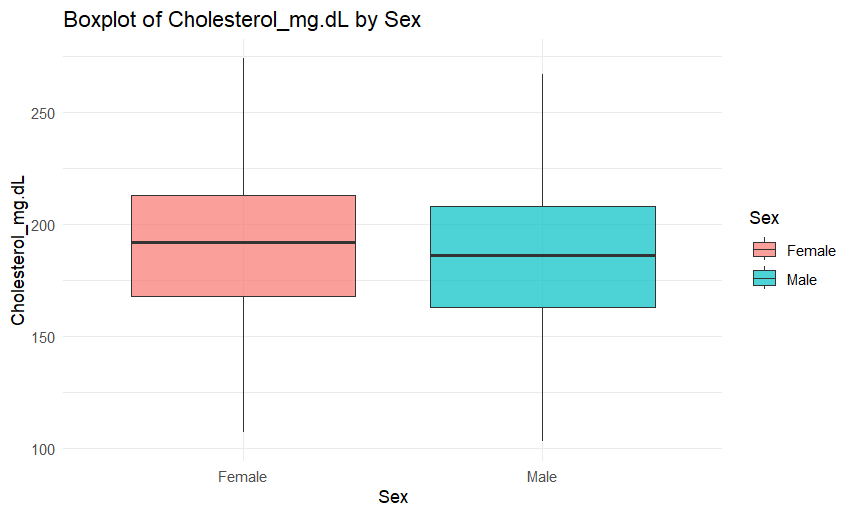 Boxplot of Cholesterol_mg.dL by Sex
Cholesterol_mg.dL
250
200
150
100
Female
Male
Sex
Sex
Female
Male